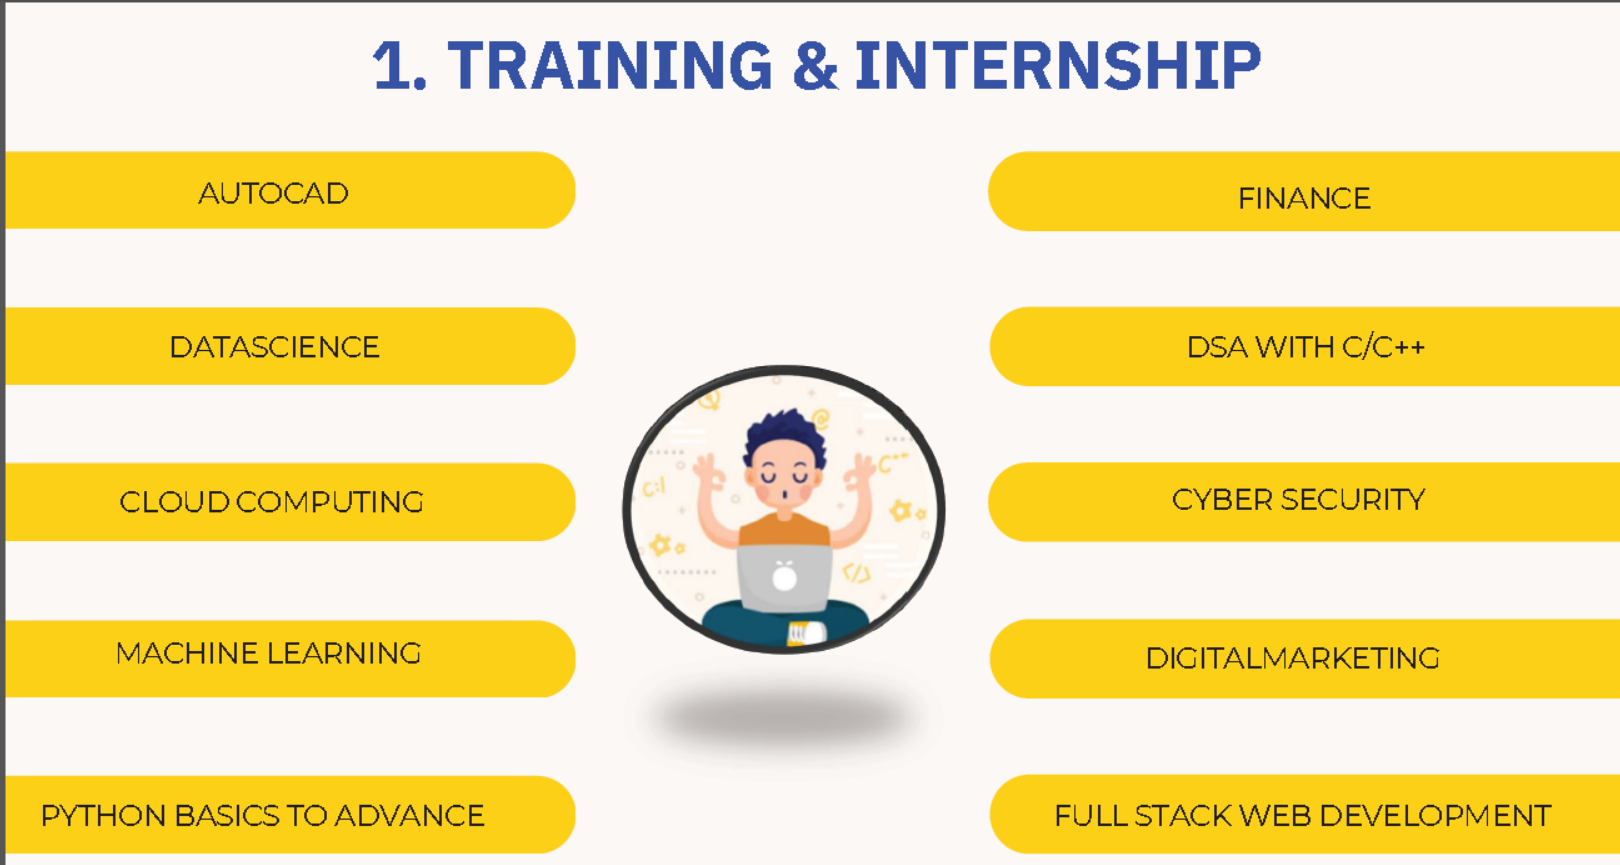 1. TRAINING & INTERNSHIP
AUTOCAD
DATASCIENCE
CLOUD COMPUTING
MACHINE LEARNING
PYTHON BASICS TO ADVANCE
FINANCE
DSA WITH C/C++
CYBER SECURITY
DIGITALMARKETING
FULL STACK WEB DEVELOPMENT
@
C++
C:\
</>